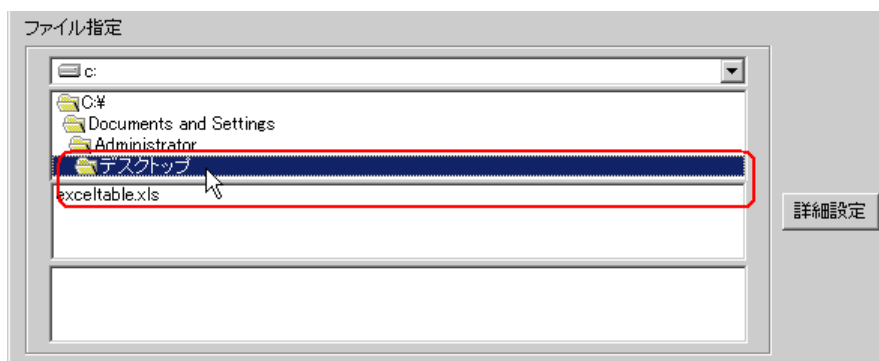 ファイル指定
c:
C:¥
Documents and Settings
Administrator
デスクトップ
exceltable.xls
詳細設定